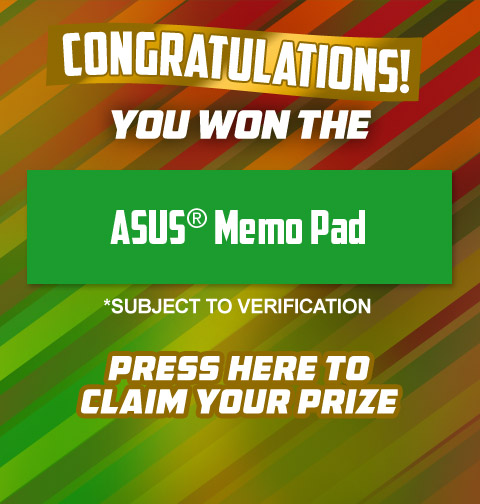 CONGRATULATIONS!
YOU WON THE
ASUS® Memo Pad
*SUBJECT TO VERIFICATION
PRESS HERE TO
CLAIM YOUR PRIZE